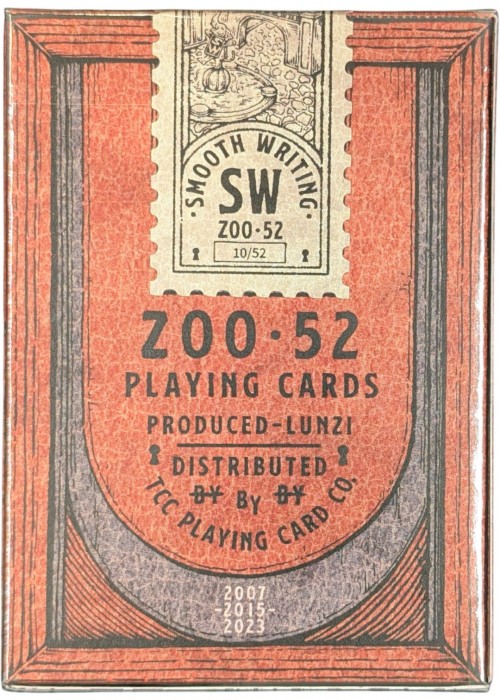 ·SMOOTH WRITING·
SW
ZOO·52
10/52
ZOO·52
PLAYING CARDS
PRODUCED-LUNZI
DISTRIBUTED
BY BY BY
TCC PLAYING CARD CO.
2007
-2015-
2023